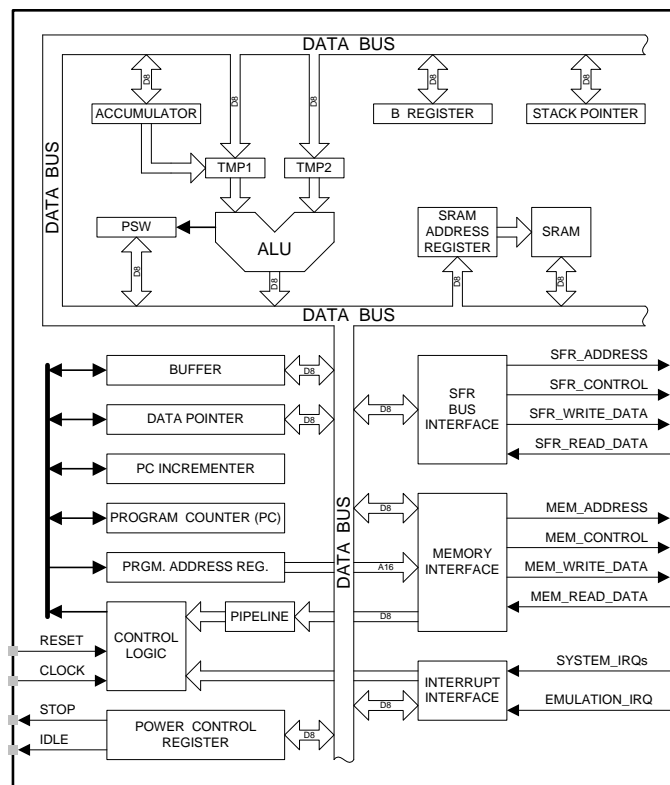 DATA BUS
D8
D8
D8
D8
D8
ACCUMULATOR
B REGISTER
STACK POINTER
DATA BUS
TMP1
TMP2
PSW
ALU
SRAM
ADDRESS
REGISTER
SRAM
D8
D8
D8
D8
DATA BUS
BUFFER
D8
SFR
BUS
INTERFACE
D8
SFR_ADDRESS
SFR_CONTROL
SFR_WRITE_DATA
SFR_READ_DATA
DATA POINTER
D8
PC INCREMENTER
PROGRAM COUNTER (PC)
PRGM. ADDRESS REG.
A16
DATA BUS
D8
MEMORY
INTERFACE
MEM_ADDRESS
MEM_CONTROL
MEM_WRITE_DATA
MEM_READ_DATA
PIPELINE
D8
RESET
CLOCK
CONTROL
LOGIC
INTERRUPT
INTERFACE
D8
SYSTEM_IRQs
EMULATION_IRQ
STOP
IDLE
POWER CONTROL
REGISTER
D8